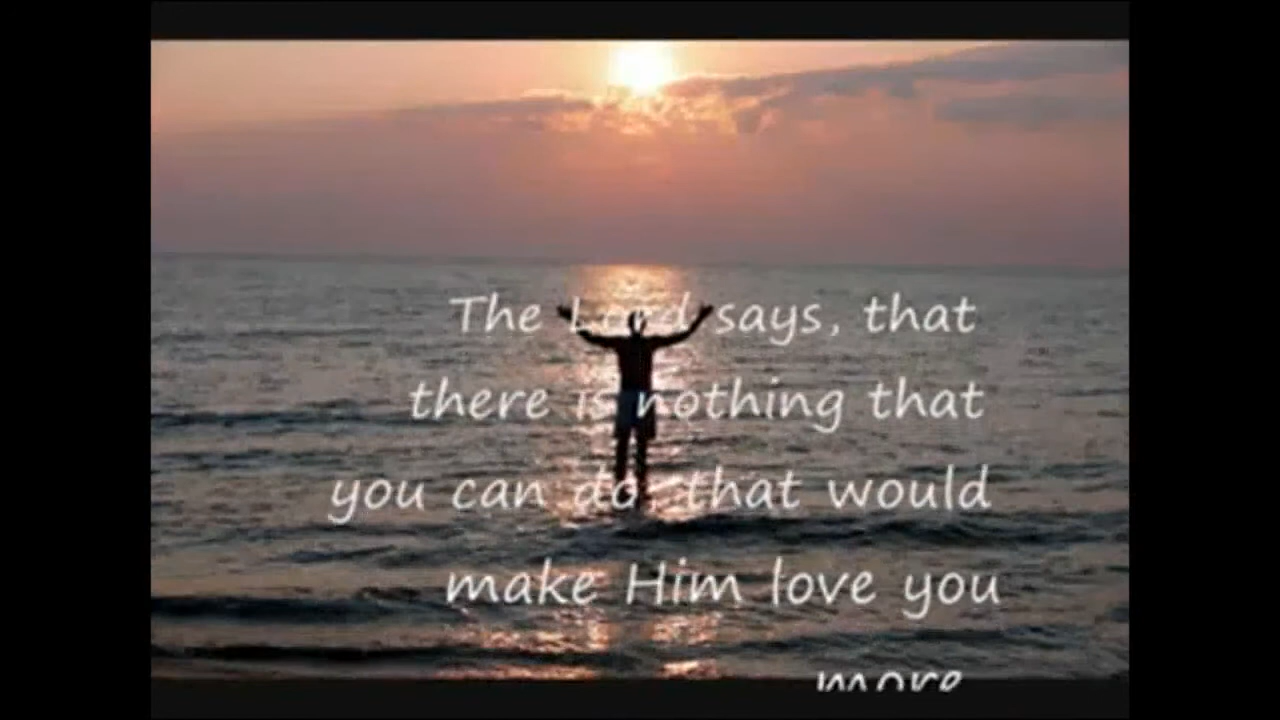 The Lord says, that
there is nothing that
you can do that would
make Him love you
more